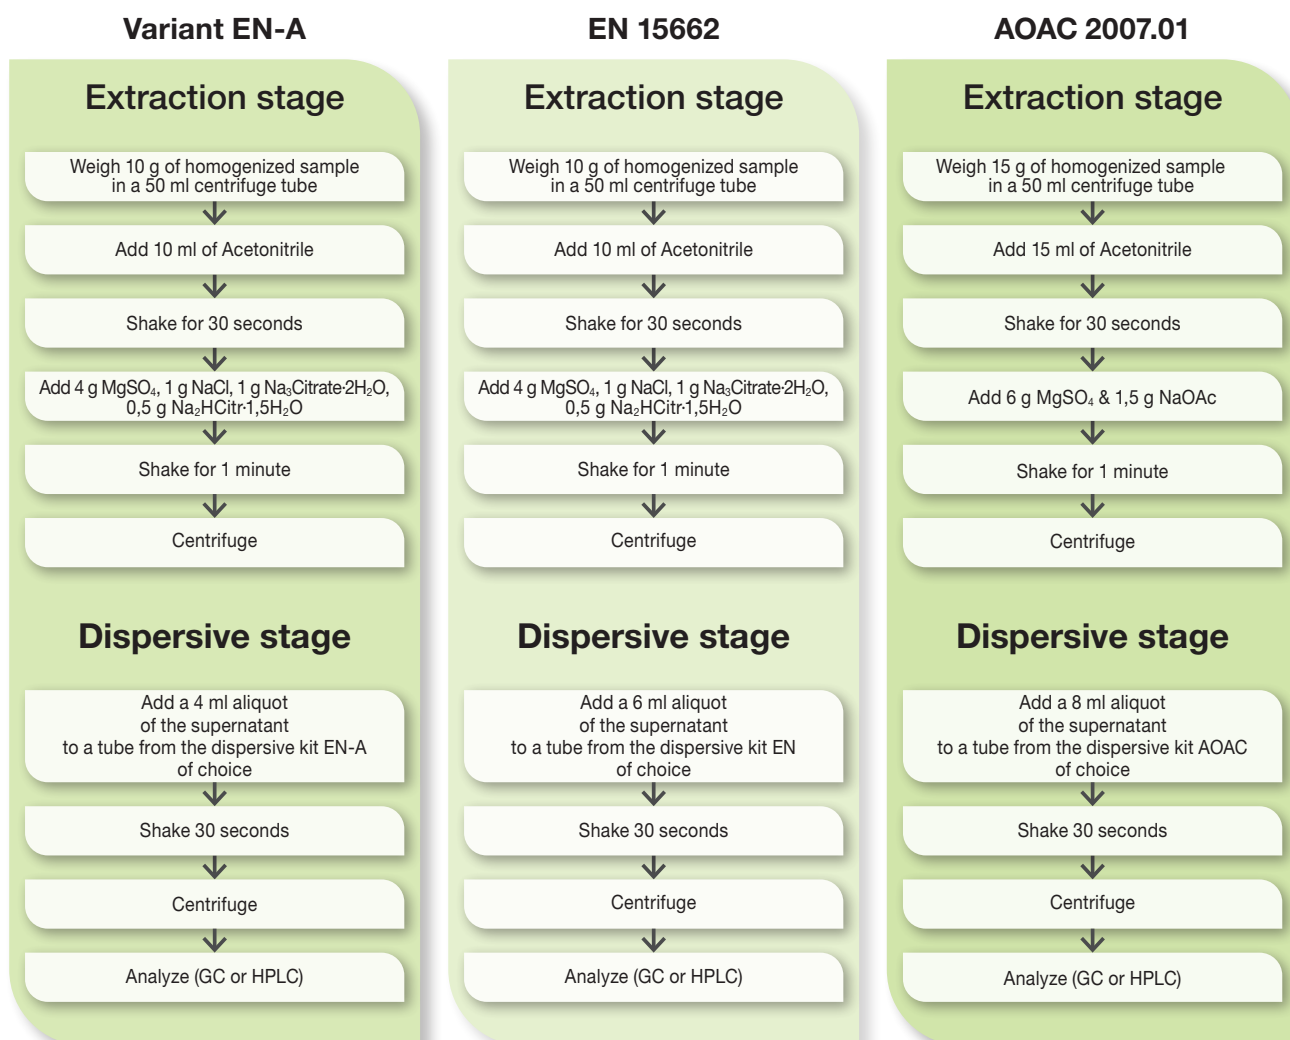 Variant EN-A
Extraction stage
Weigh 10 g of homogenized sample
in a 50 ml centrifuge tube
Add 10 ml of Acetonitrile
Shake for 30 seconds
Add 4 g MgSO₄, 1 g NaCl, 1 g Na₃Citrate·2H₂O,
0,5 g Na₂HCitr·1,5H₂O
Shake for 1 minute
Centrifuge
Dispersive stage
Add a 4 ml aliquot
of the supernatant
to a tube from the dispersive kit EN-A
of choice
Shake 30 seconds
Centrifuge
Analyze (GC or HPLC)
EN 15662
Extraction stage
Weigh 10 g of homogenized sample
in a 50 ml centrifuge tube
Add 10 ml of Acetonitrile
Shake for 30 seconds
Add 4 g MgSO₄, 1 g NaCl, 1 g Na₃Citrate·2H₂O,
0,5 g Na₂HCitr·1,5H₂O
Shake for 1 minute
Centrifuge
Dispersive stage
Add a 6 ml aliquot
of the supernatant
to a tube from the dispersive kit EN
of choice
Shake 30 seconds
Centrifuge
Analyze (GC or HPLC)
AOAC 2007.01
Extraction stage
Weigh 15 g of homogenized sample
in a 50 ml centrifuge tube
Add 15 ml of Acetonitrile
Shake for 30 seconds
Add 6 g MgSO₄ & 1,5 g NaOAc
Shake for 1 minute
Centrifuge
Dispersive stage
Add a 8 ml aliquot
of the supernatant
to a tube from the dispersive kit AOAC
of choice
Shake 30 seconds
Centrifuge
Analyze (GC or HPLC)